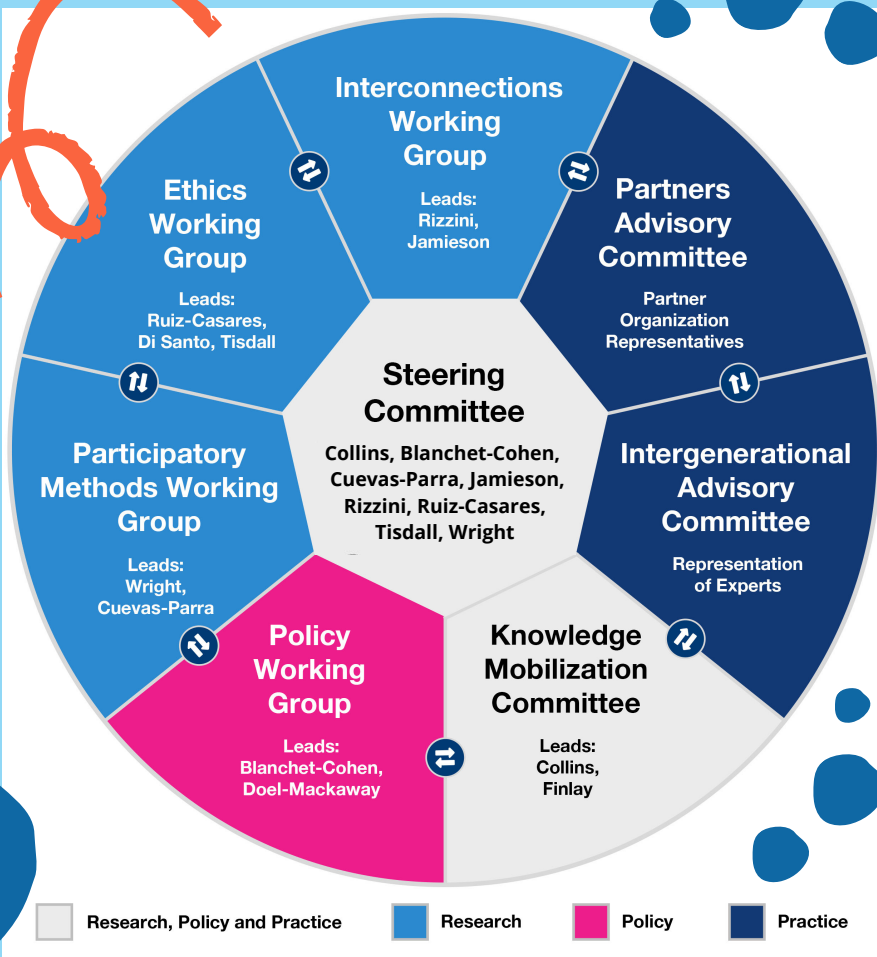 Interconnections
Working
Group
Leads:
Rizzini,
Jamieson
Partners
Advisory
Committee
Partner
Organization
Representatives
Intergenerational
Advisory
Committee
Representation
of Experts
Knowledge
Mobilization
Committee
Leads:
Collins,
Finlay
Policy
Working
Group
Leads:
Blanchet-Cohen,
Doel-Mackaway
Participatory
Methods Working
Group
Leads:
Wright,
Cuevas-Parra
Ethics
Working
Group
Leads:
Ruiz-Casares,
Di Santo, Tisdall
Steering
Committee
Collins, Blanchet-Cohen,
Cuevas-Parra, Jamieson,
Rizzini, Ruiz-Casares,
Tisdall, Wright
Research, Policy and Practice
Research
Policy
Practice